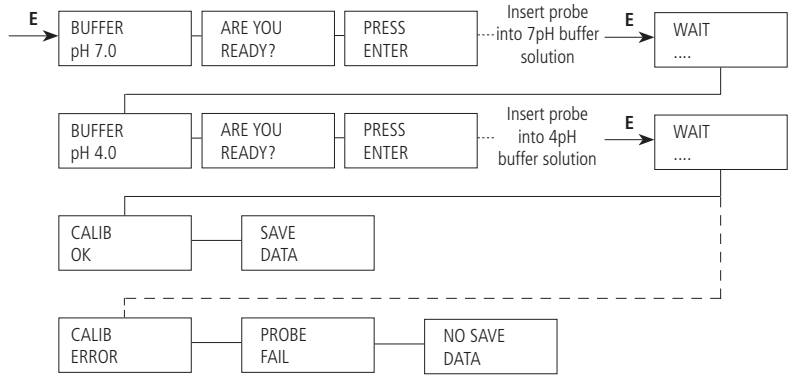 E
BUFFER
pH 7.0
ARE YOU
READY?
PRESS
ENTER
Insert probe
into 7pH buffer
solution
E
WAIT
....
BUFFER
pH 4.0
ARE YOU
READY?
PRESS
ENTER
Insert probe
into 4pH
buffer solution
E
WAIT
....
CALIB
OK
SAVE
DATA
CALIB
ERROR
PROBE
FAIL
NO SAVE
DATA